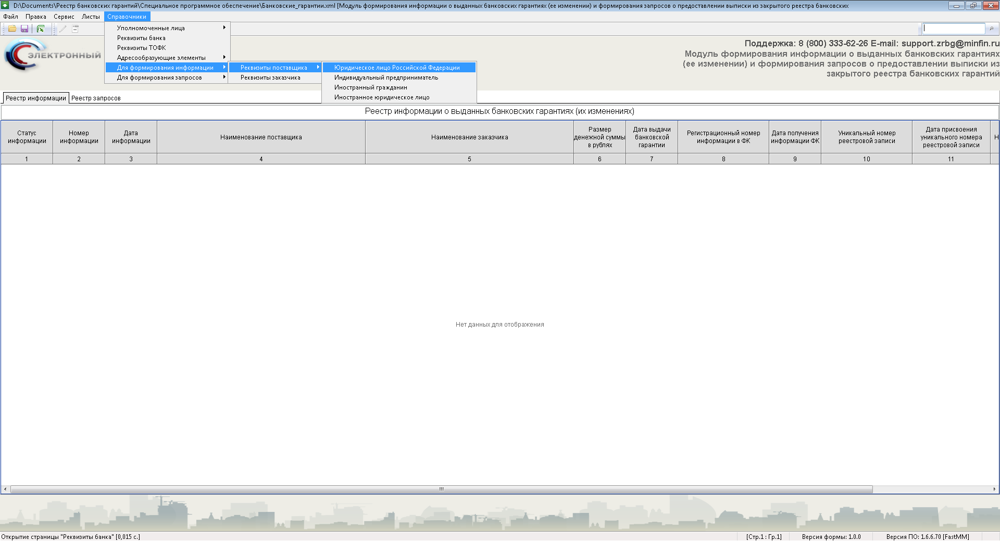 D:\Documents\Реестр банковских гарантий\Специальное программное обеспечение\Банковские_гарантии.xml [Модуль формирования информации о выданных банковских гарантиях (ее изменении) и формирования запросов о предоставлении выписки из закрытого реестра банковских
Файл Правка Сервис Листы Справочники
Уполномоченные лица
Реквизиты банка
Реквизиты ТОФК
Адресообразующие элементы
Для формирования информации
Для формирования запросов
Реквизиты поставщика
Реквизиты заказчика
Юридическое лицо Российской Федерации
Индивидуальный предприниматель
Иностранный гражданин
Иностранное юридическое лицо
ЭЛЕКТРОННЫЙ
Поддержка: 8 (800) 333-62-26 E-mail: support.zrbg@minfin.ru
Модуль формирования информации о выданных банковских гарантиях
(ее изменении) и формирования запросов о предоставлении выписки из
закрытого реестра банковских гарантий
Реестр информации Реестр запросов
Реестр информации о выданных банковских гарантиях (их изменениях)
Статус
информации
Номер
информации
Дата
информации
Наименование поставщика
Наименование заказчика
Размер
денежной суммы
в рублях
Дата выдачи
банковской
гарантии
Регистрационный номер
информации в ФК
Дата получения
информации ФК
Уникальный номер
реестровой записи
Дата присвоения
уникального номера
реестровой записи
Н
1 2 3 4 5 6 7 8 9 10 11
Нет данных для отображения
Открытие страницы "Реквизиты банка" [0,015 с.]
[Стр.1 : Гр.1]
Версия формы: 1.0.0
Версия ПО: 1.6.6.70 [FastMM]